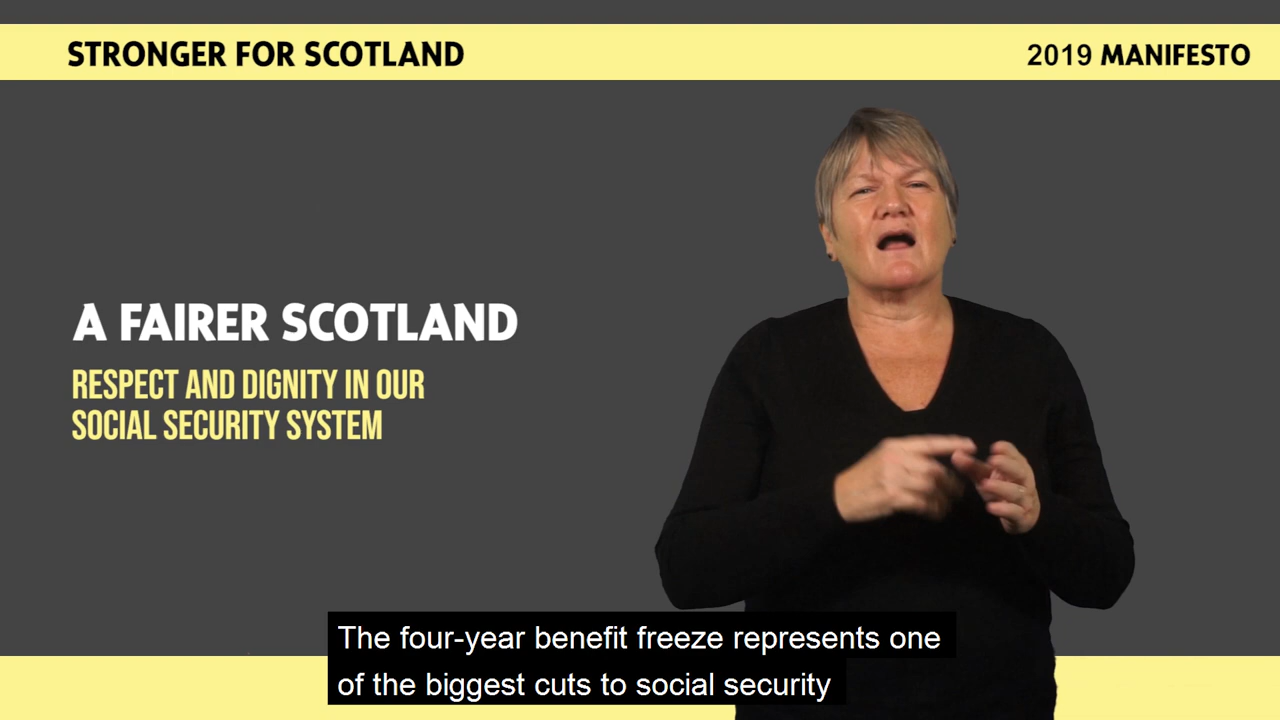 STRONGER FOR SCOTLAND
2019 MANIFESTO
A FAIRER SCOTLAND
RESPECT AND DIGNITY IN OUR
SOCIAL SECURITY SYSTEM
The four-year benefit freeze represents one
of the biggest cuts to social security